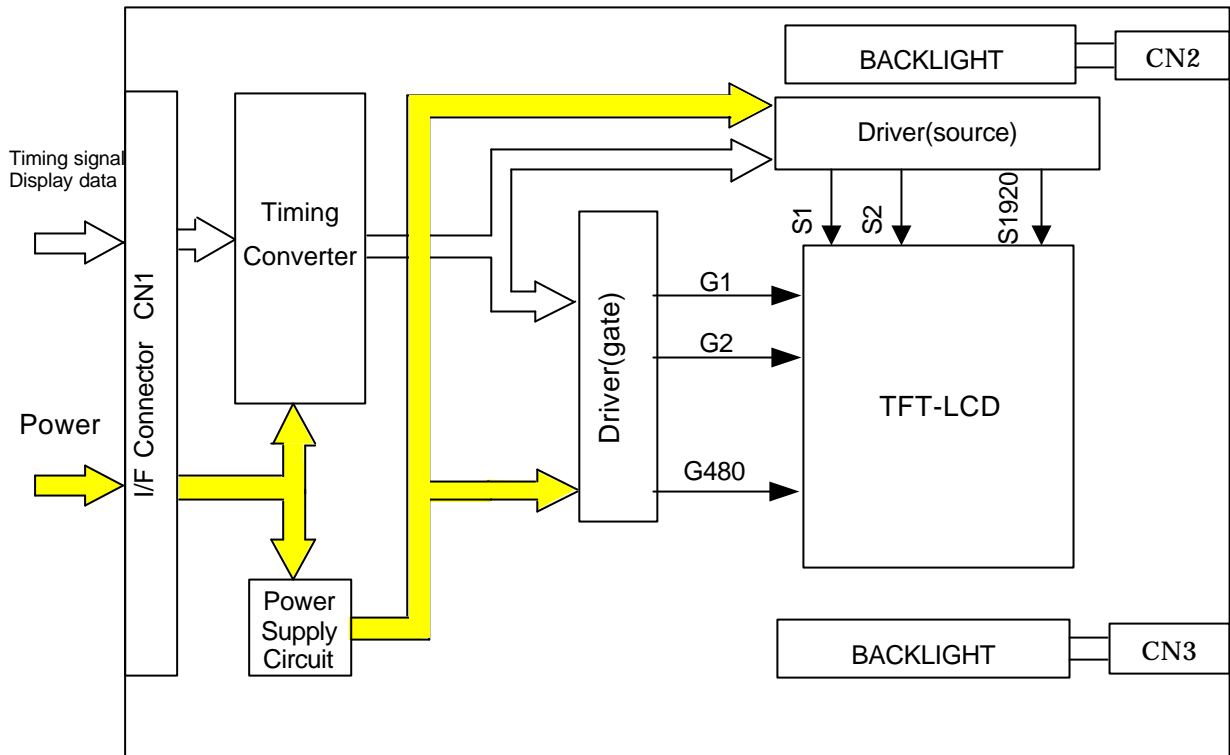 BACKLIGHT
CN2
Timing signal
Display data
Timing
Converter
Driver(source)
S1
S2
S1920
I/F Connector CN1
Driver(gate)
G1
G2
TFT-LCD
Power
G480
Power
Supply
Circuit
BACKLIGHT
CN3